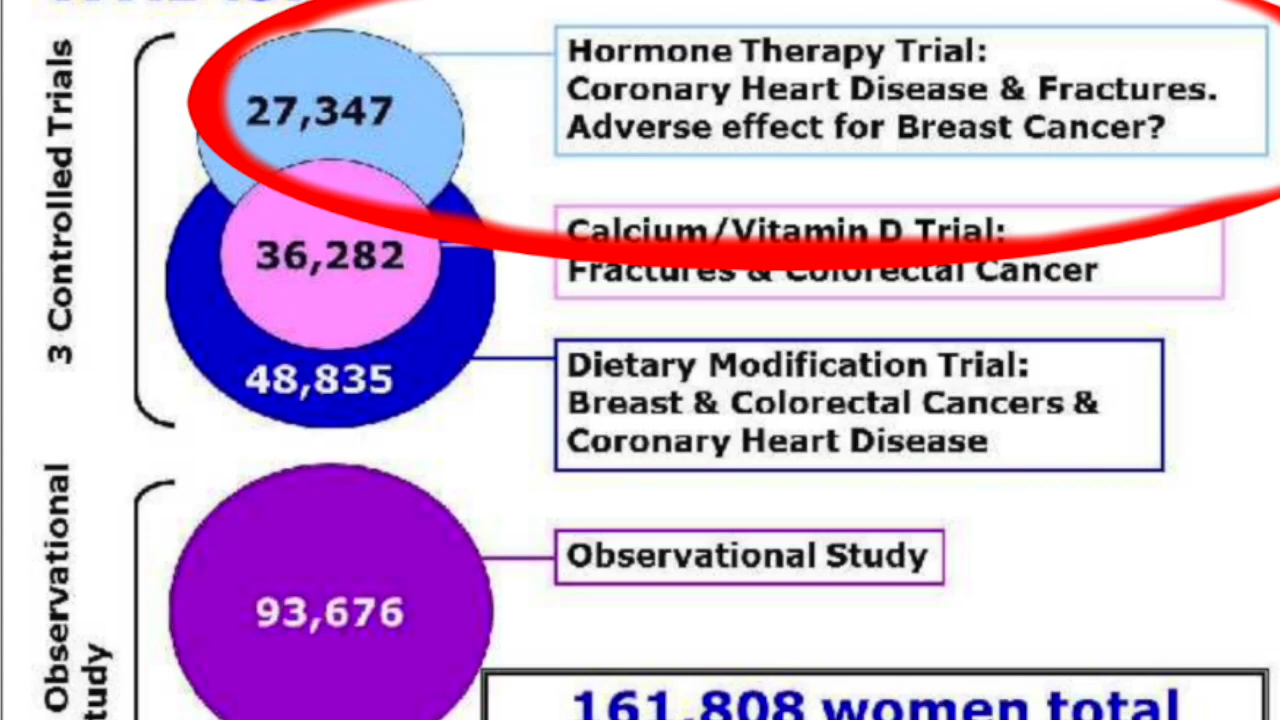 3 Controlled Trials
27,347
36,282
48,835
Hormone Therapy Trial:
Coronary Heart Disease & Fractures.
Adverse effect for Breast Cancer?
Calcium/Vitamin D Trial:
Fractures & Colorectal Cancer
Dietary Modification Trial:
Breast & Colorectal Cancers &
Coronary Heart Disease
Observational
tudy
93,676
Observational Study
161,808 women total